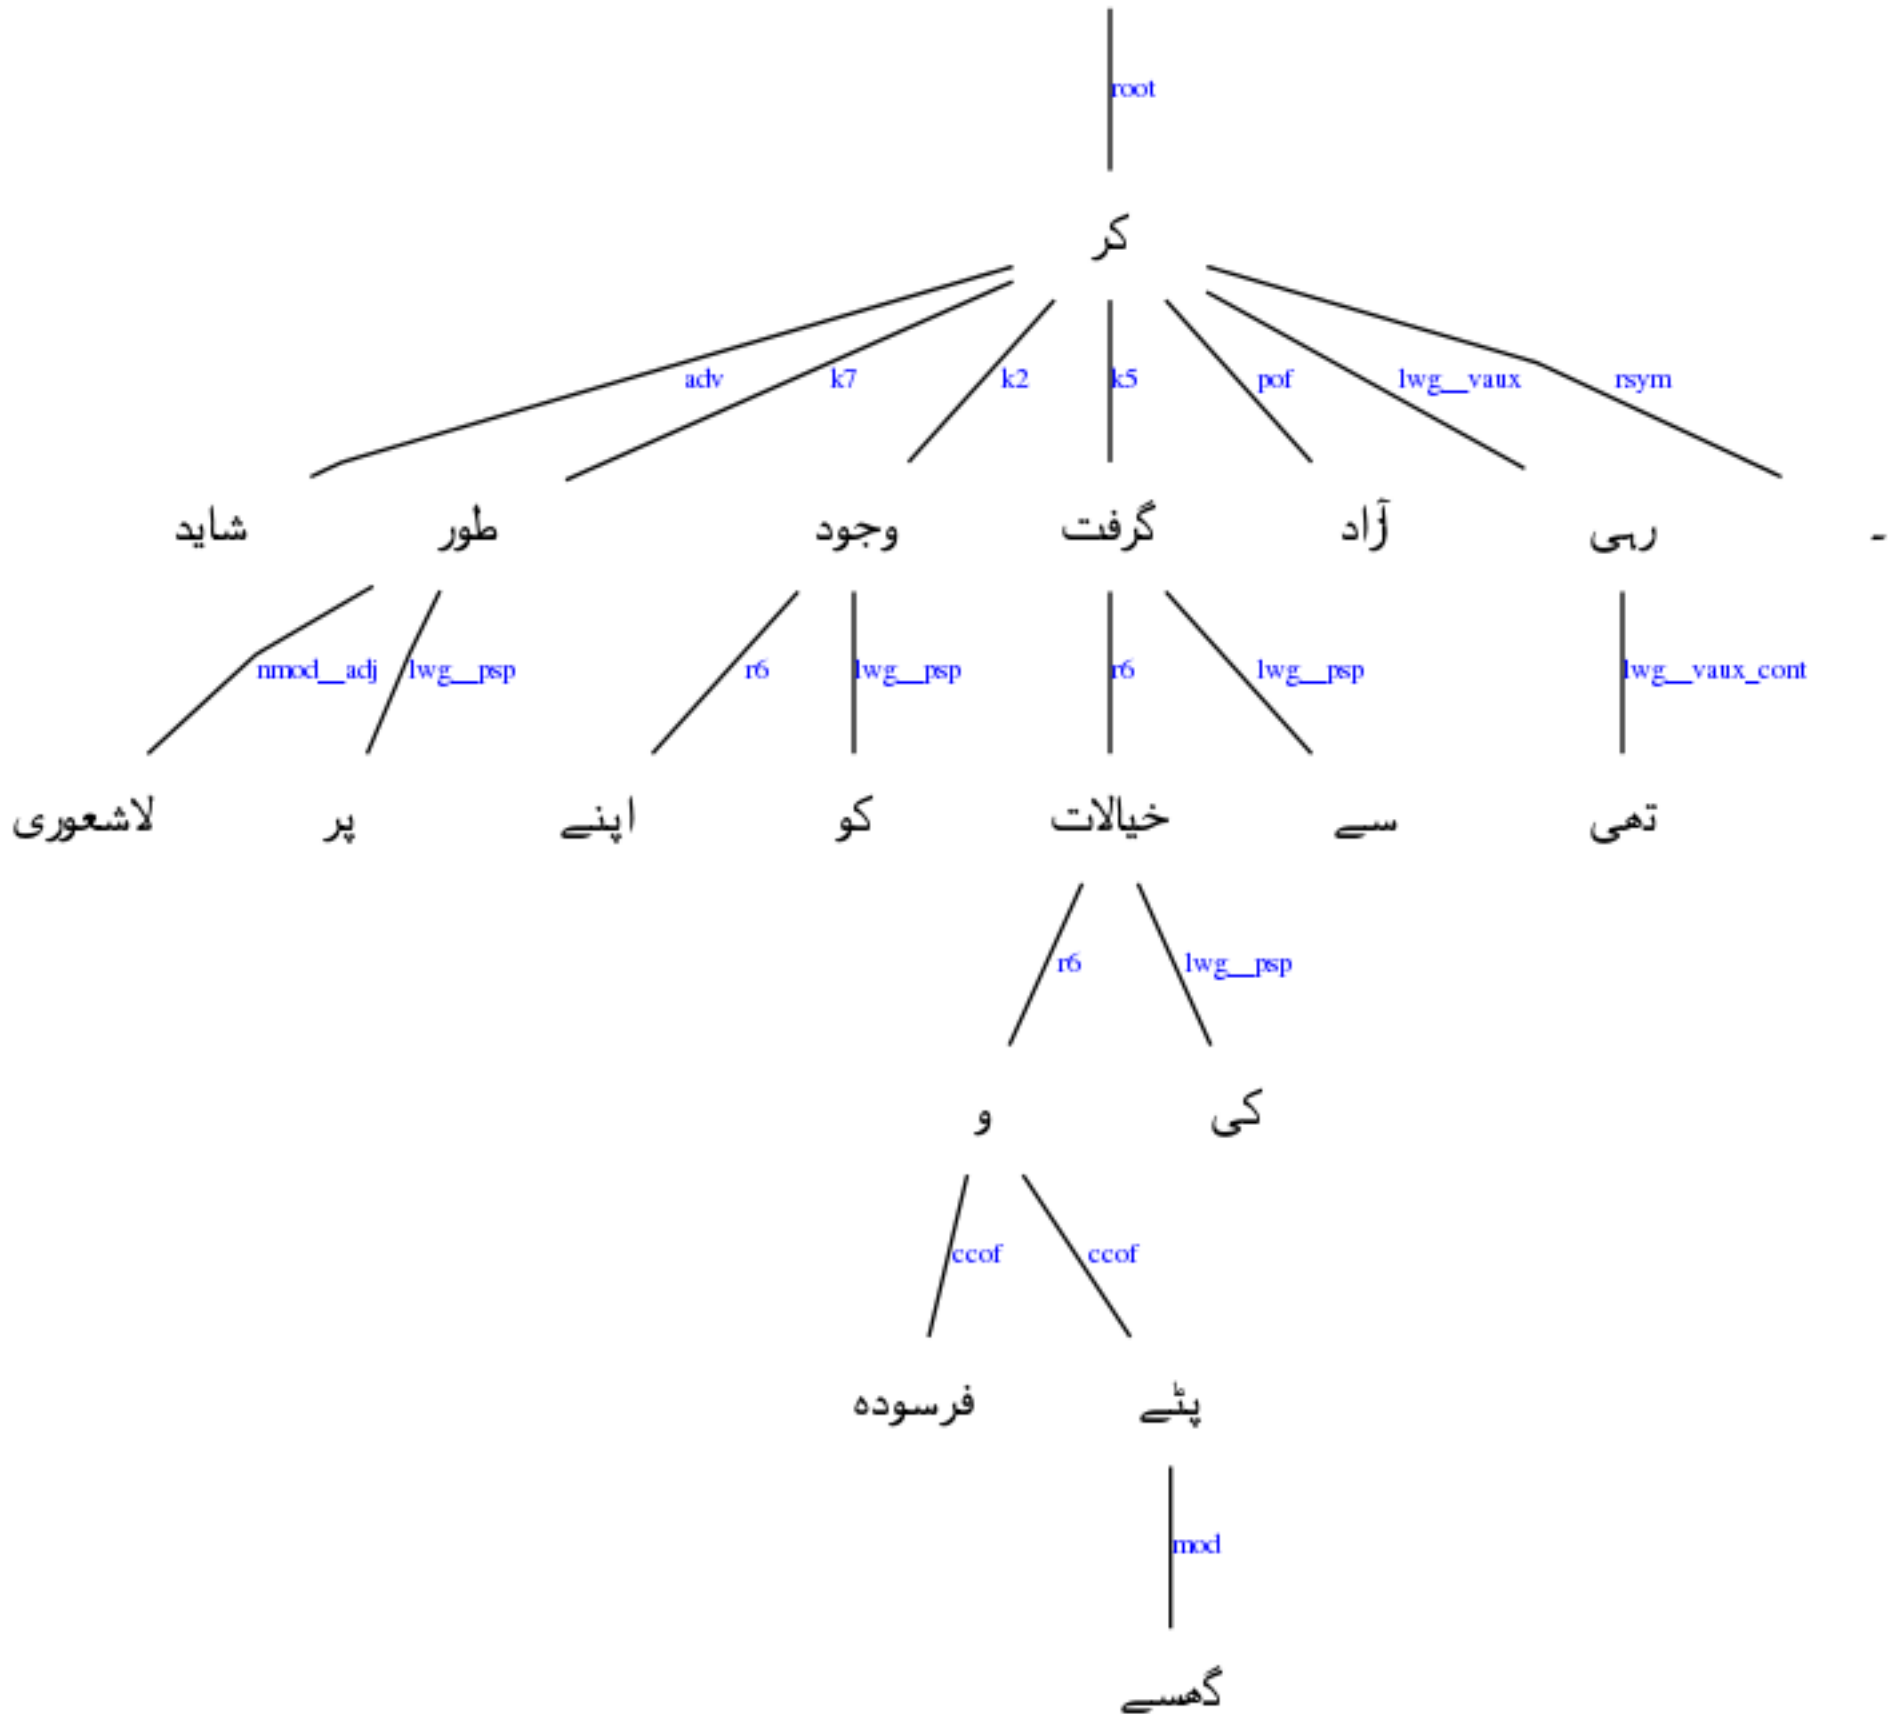 root
کر
adv k7 k2 k5 pof lwg__vaux rsym
شاید طور وجود گرفت آزاد رہی ۔
nmod__adj lwg__psp r6 lwg__psp r6 lwg__psp lwg__vaux_cont
لاشعوری پر اپنے کو خیالات سے تھی
r6 lwg__psp
و کی
ccof ccof
فرسودہ پٹے
mod
گھسے